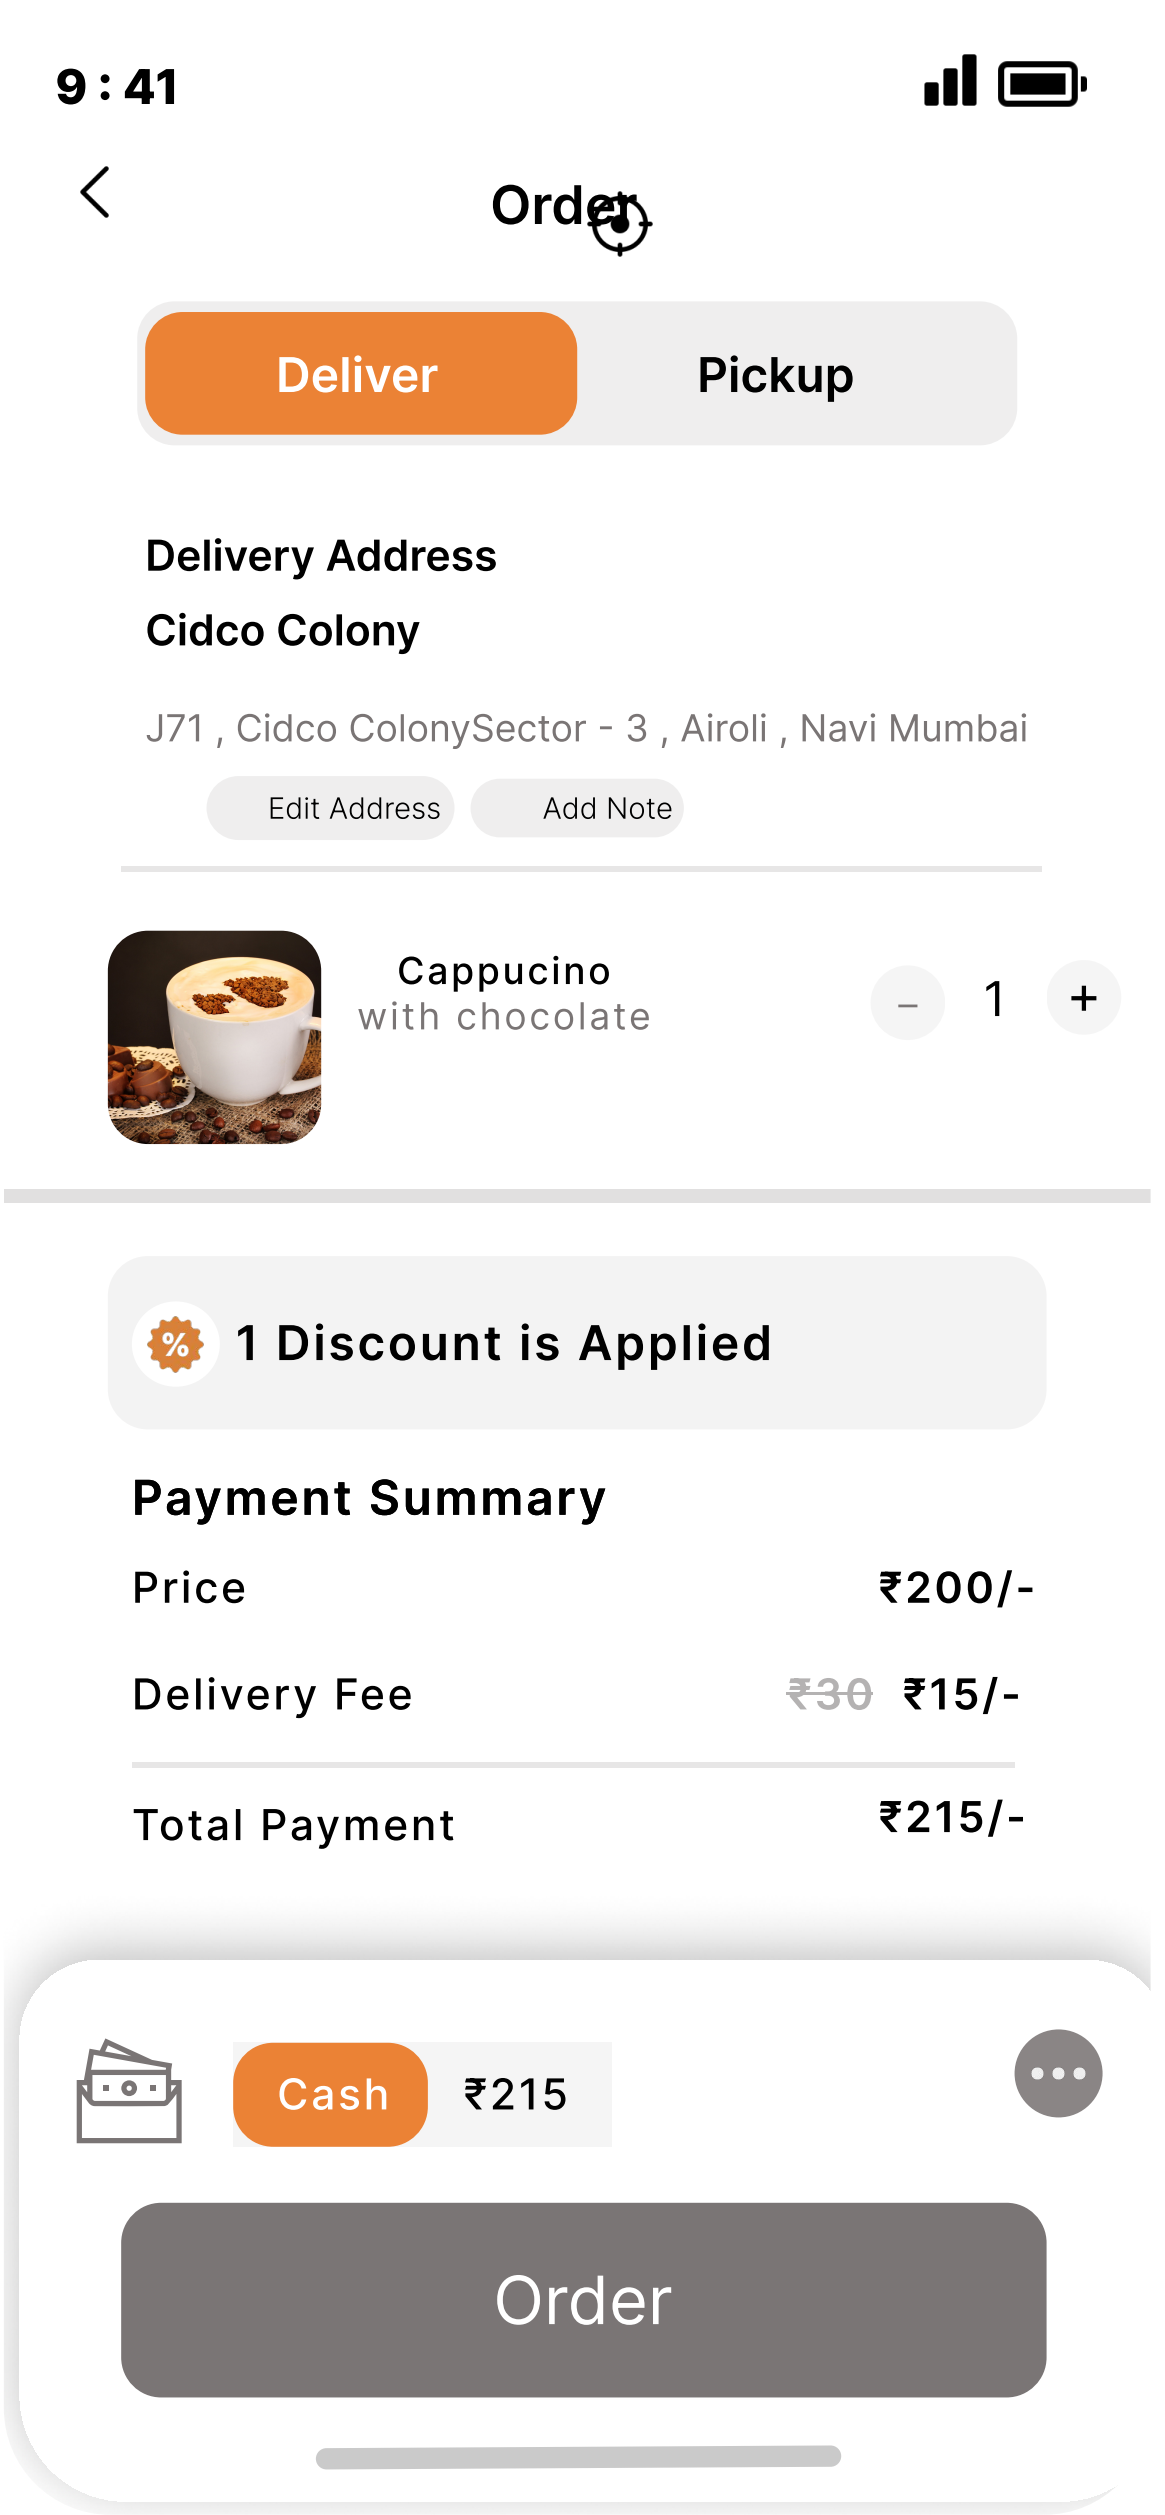 9 : 41
Order
Deliver Pickup
Delivery Address
Cidco Colony
J71 , Cidco ColonySector - 3 , Airoli , Navi Mumbai
Edit Address Add Note
Cappucino
with chocolate
- 1 +
% 1 Discount is Applied
Payment Summary
Price ₹200/-
Delivery Fee ₹30 ₹15/-
Total Payment ₹215/-
Cash ₹215
Order